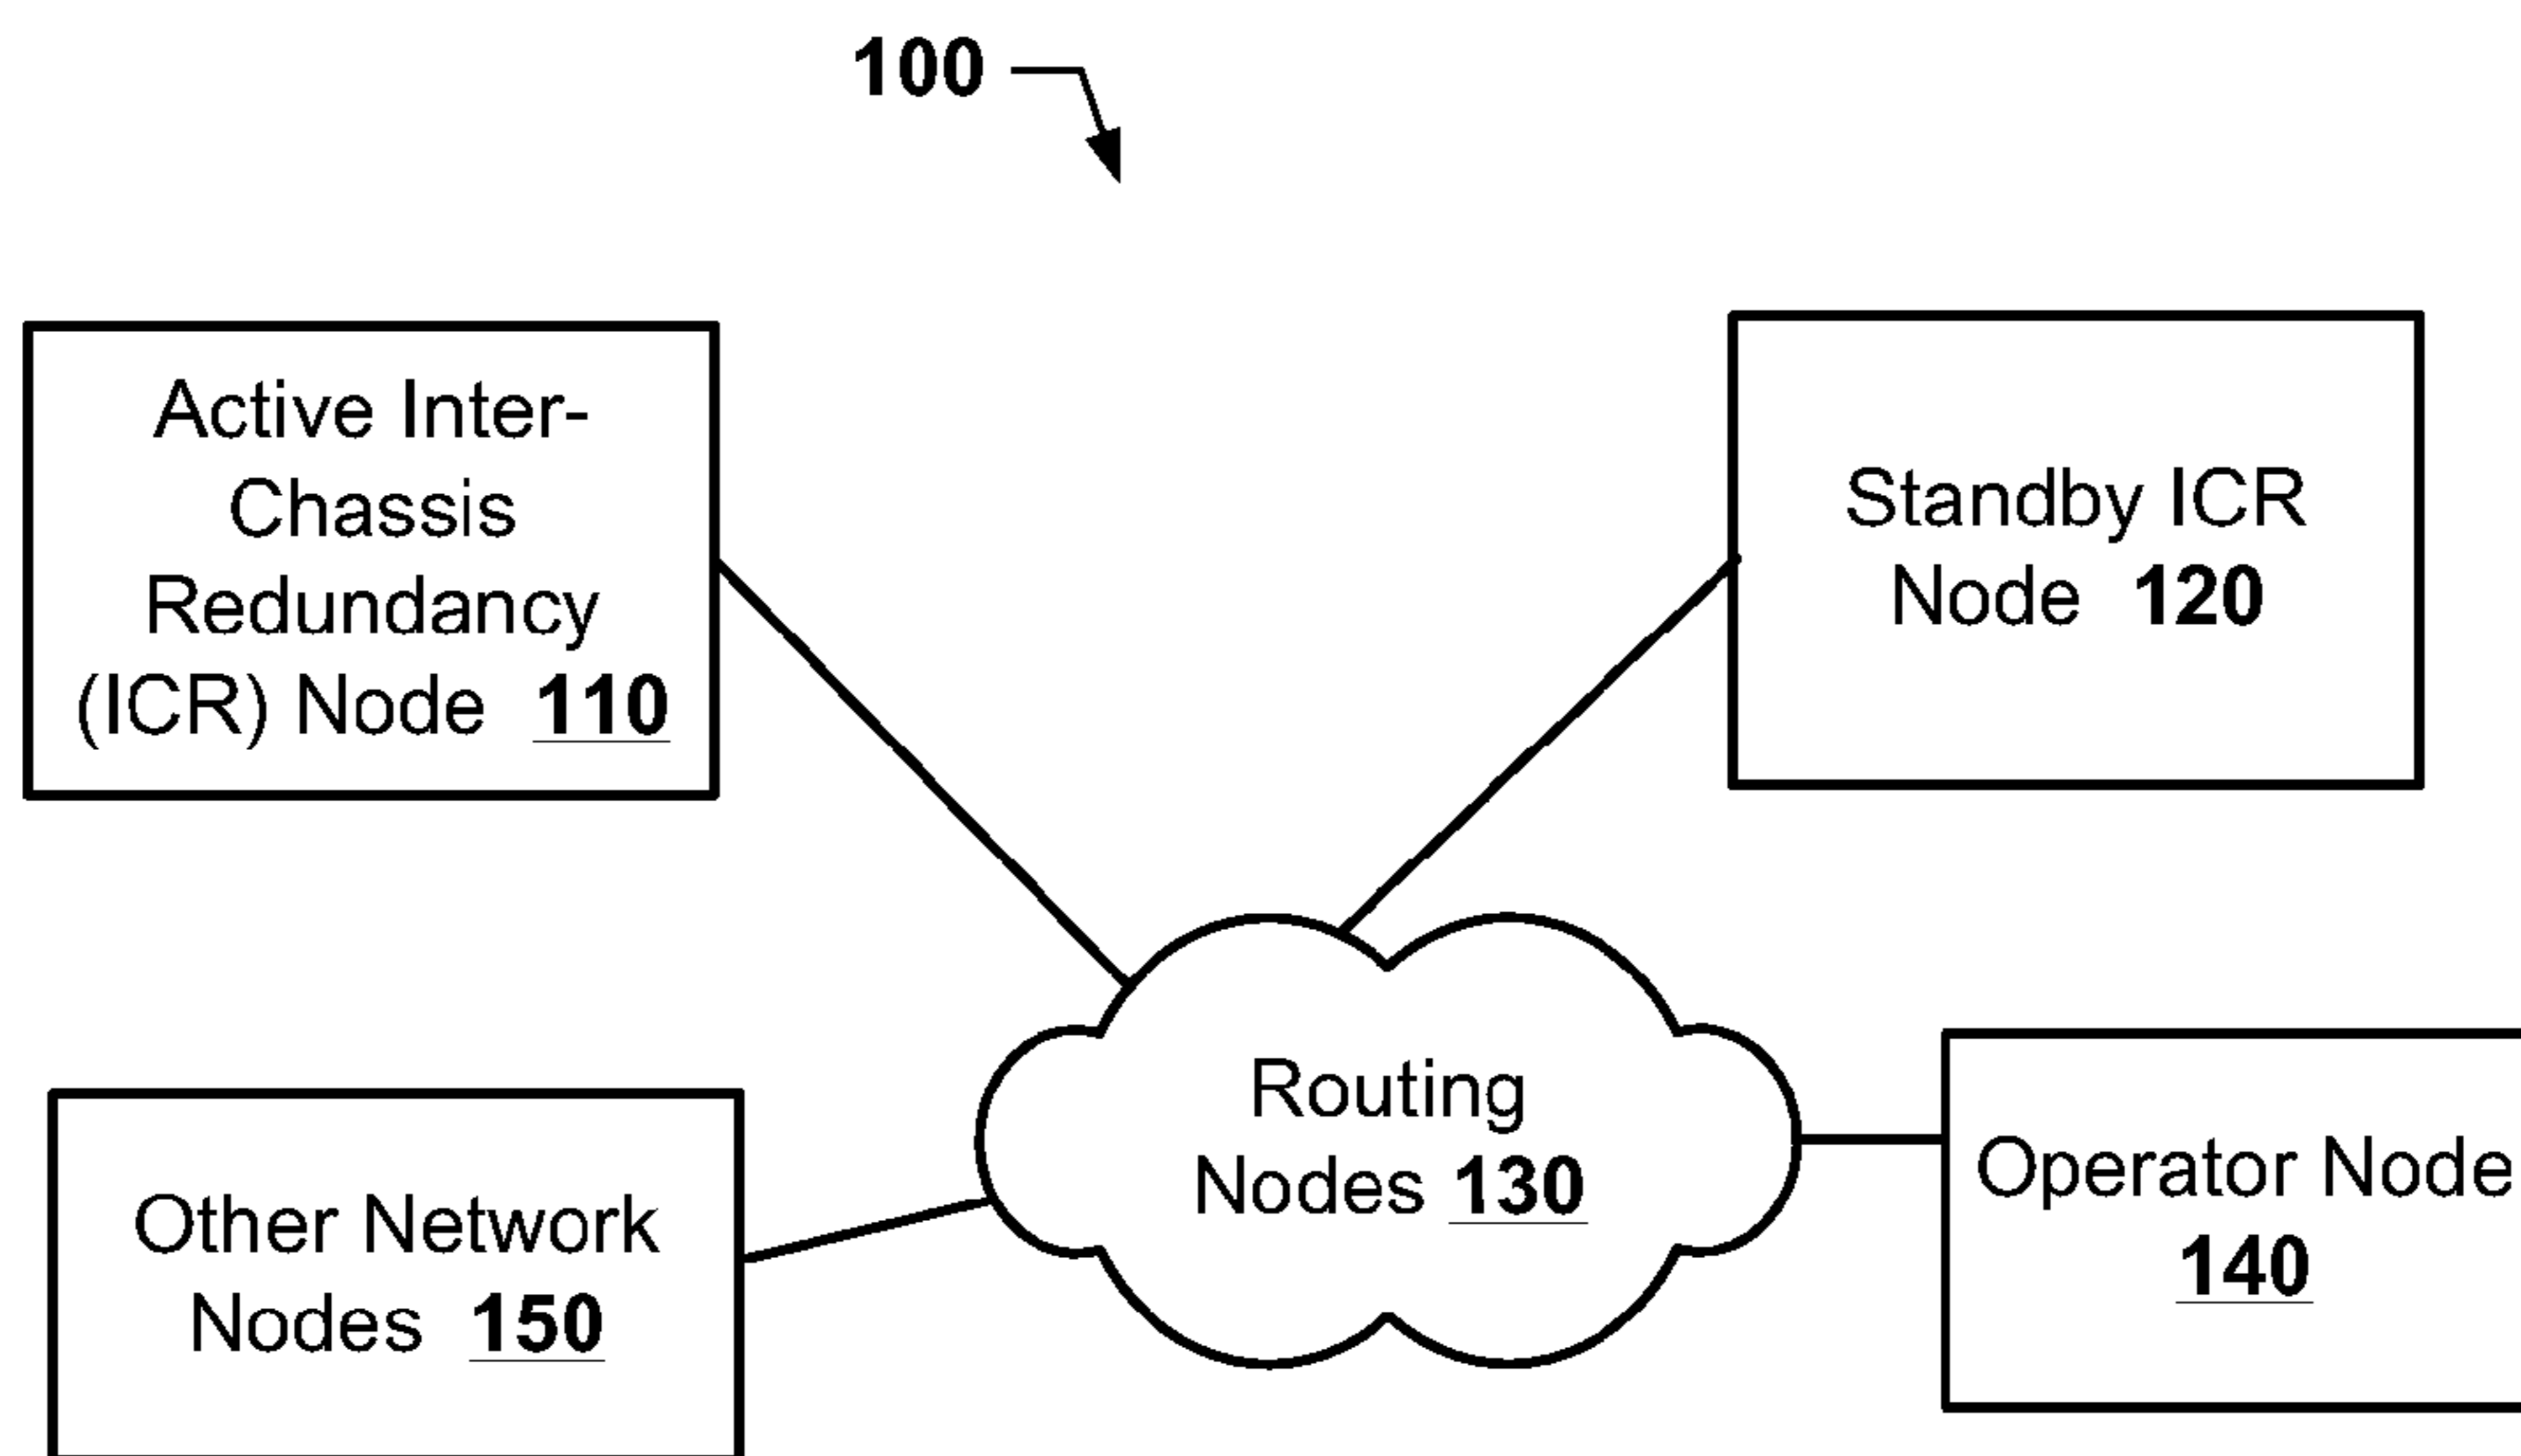 100
Active Inter-
Chassis
Redundancy
(ICR) Node 110
Standby ICR
Node 120
Routing
Nodes 130
Operator Node
140
Other Network
Nodes 150